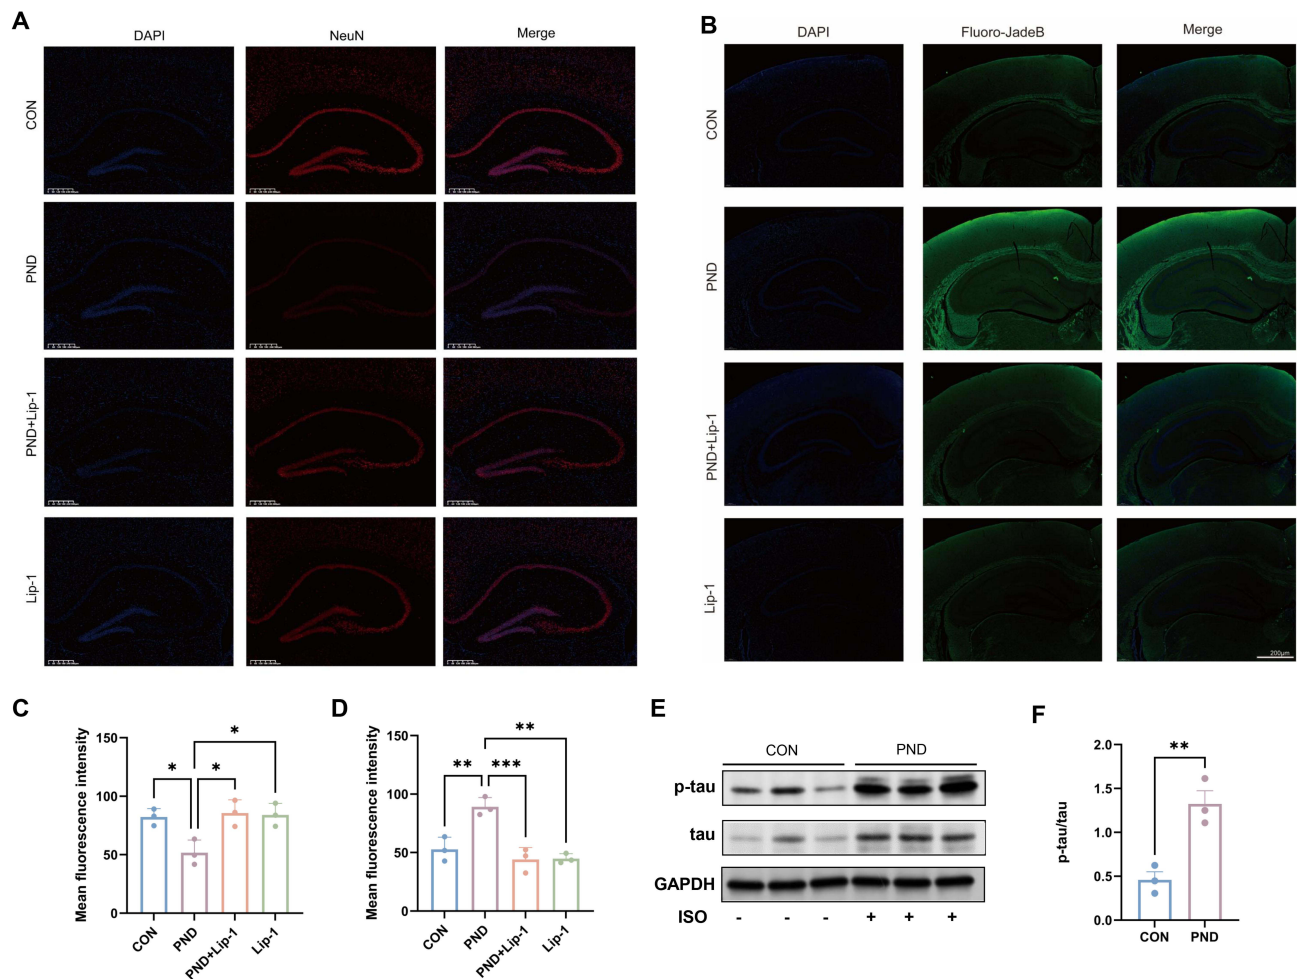 A
DAPI
NeuN
Merge
CON
PND
PND+Lip-1
Lip-1
B
DAPI
Fluoro-JadeB
Merge
CON
PND
PND+Lip-1
Lip-1
200μm
C
Mean fluorescence intensity
150
100
50
0
*
*
*
CON
PND
PND+Lip-1
Lip-1
D
Mean fluorescence intensity
150
100
50
0
**
***
**
CON
PND
PND+Lip-1
Lip-1
E
CON PND
p-tau
tau
GAPDH
ISO - - - + + +
F
p-tau/tau
2.0
1.5
1.0
0.5
0.0
**
CON
PND